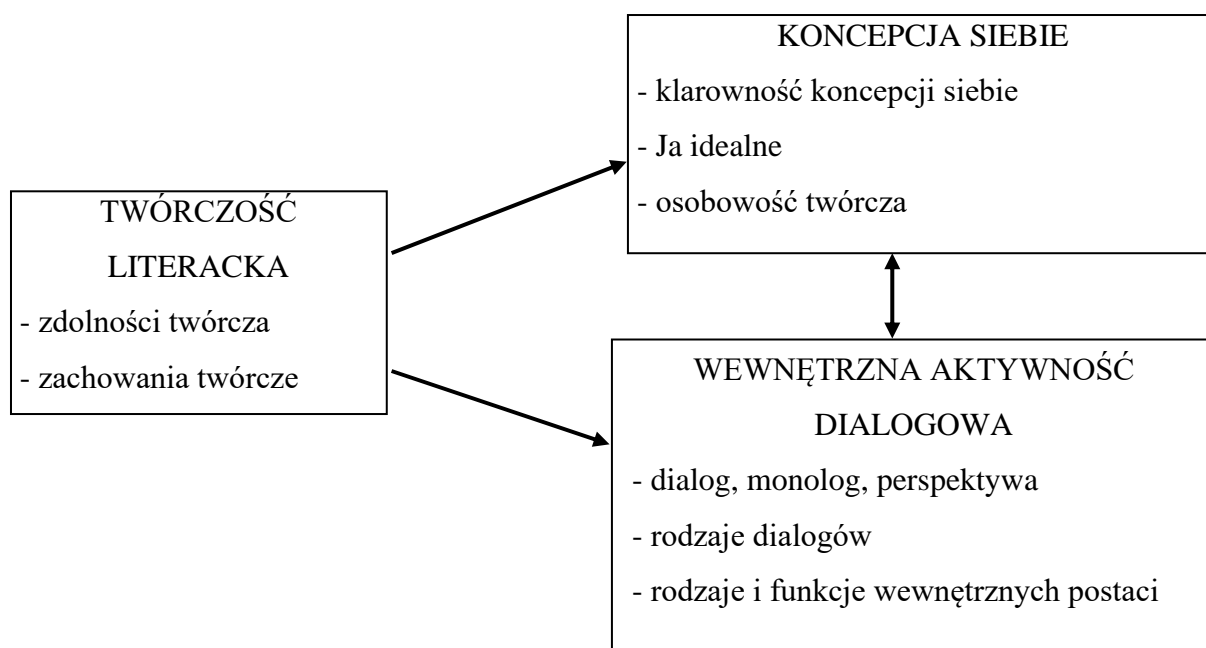 KONCEPCJA SIEBIE
- klarowność koncepcji siebie
- Ja idealne
- osobowość twórcza
TWÓRCZOŚĆ
LITERACKA
- zdolności twórcza
- zachowania twórcze
WEWNĘTRZNA AKTYWNOŚĆ
DIALOGOWA
- dialog, monolog, perspektywa
- rodzaje dialogów
- rodzaje i funkcje wewnętrznych postaci